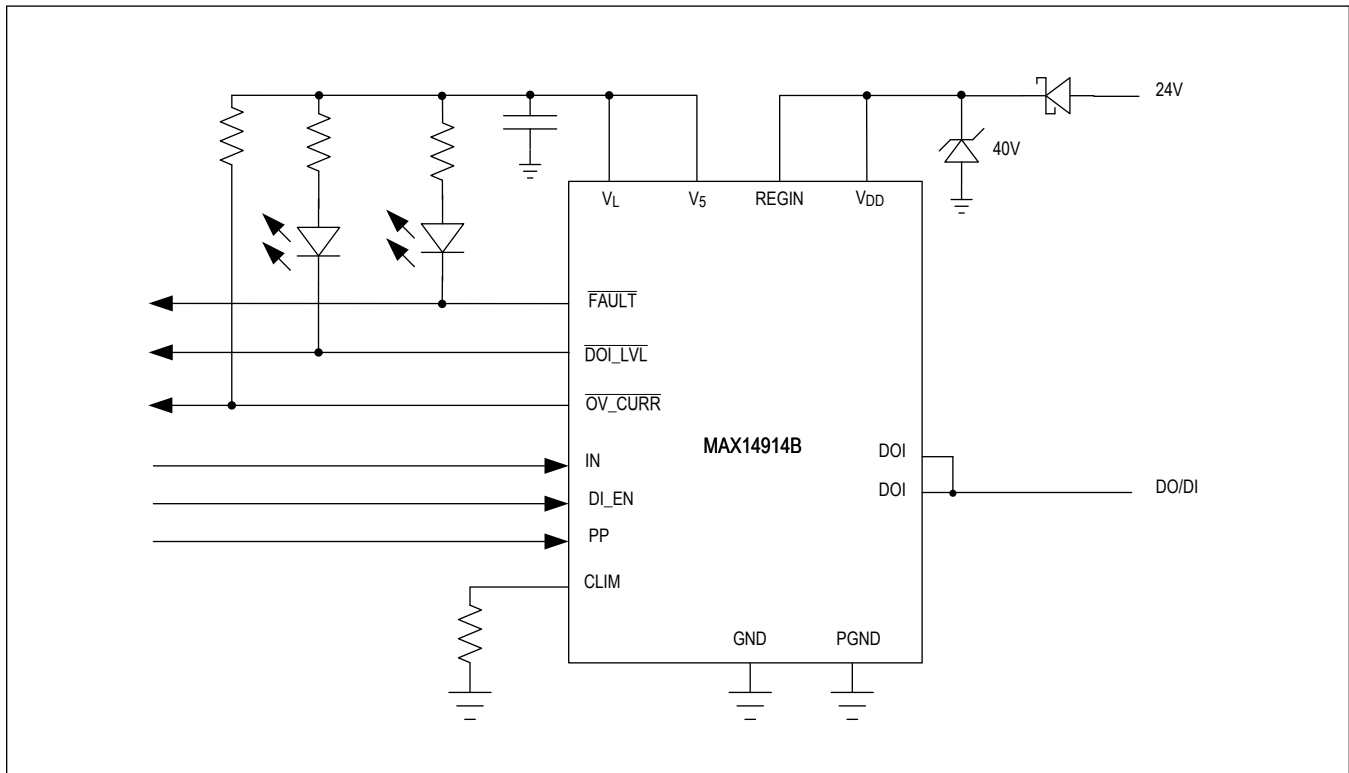 24V
40V
VL V5 REGIN VDD
FAULT
DOI_LVL
OV_CURR
MAX14914B
IN
DOI
DI_EN
DOI
DO/DI
PP
CLIM
GND PGND